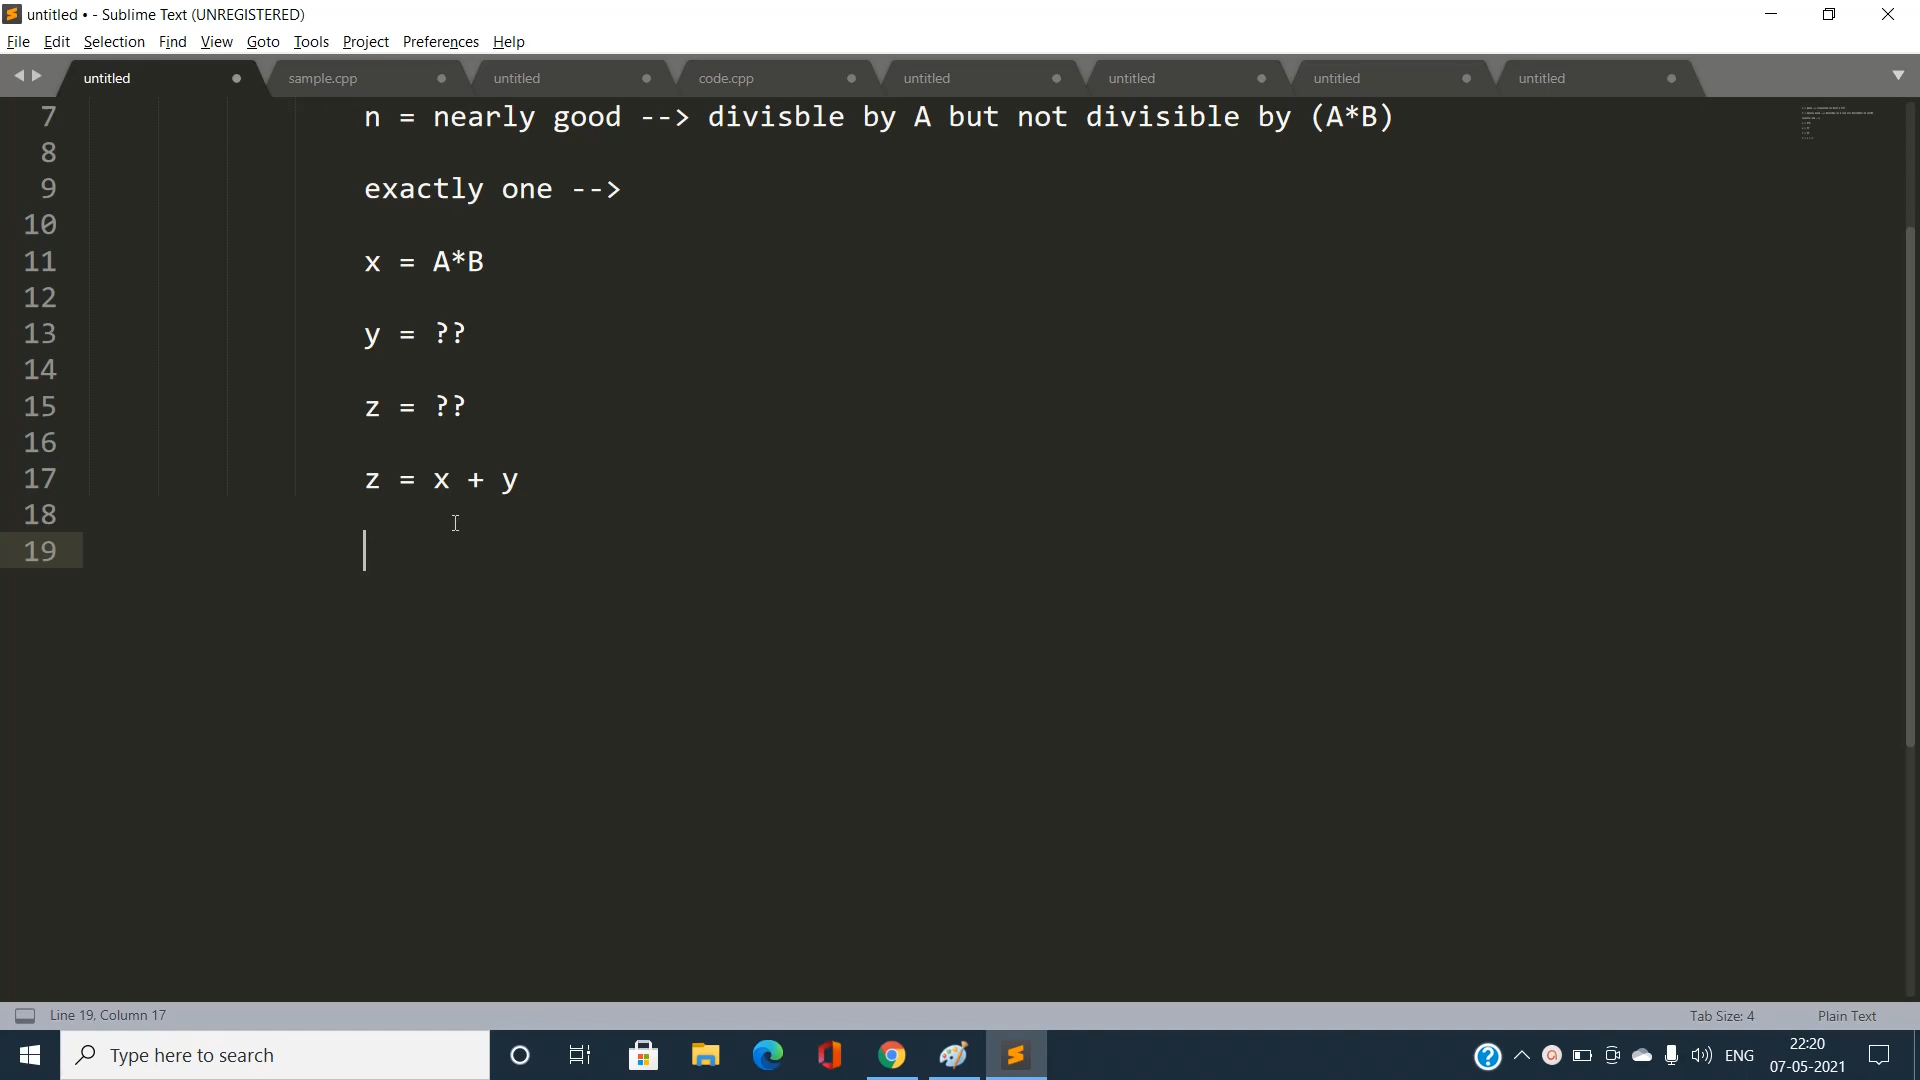 untitled • - Sublime Text (UNREGISTERED)
File Edit Selection Find View Goto Tools Project Preferences Help
untitled sample.cpp untitled code.cpp untitled untitled untitled untitled
7 n = nearly good --> divisble by A but not divisible by (A*B)
8
9 exactly one -->
10
11 x = A*B
12
13 y = ??
14
15 z = ??
16
17 z = x + y
18
19
Line 19, Column 17 Tab Size: 4 Plain Text
Type here to search ENG 22:20
07-05-2021